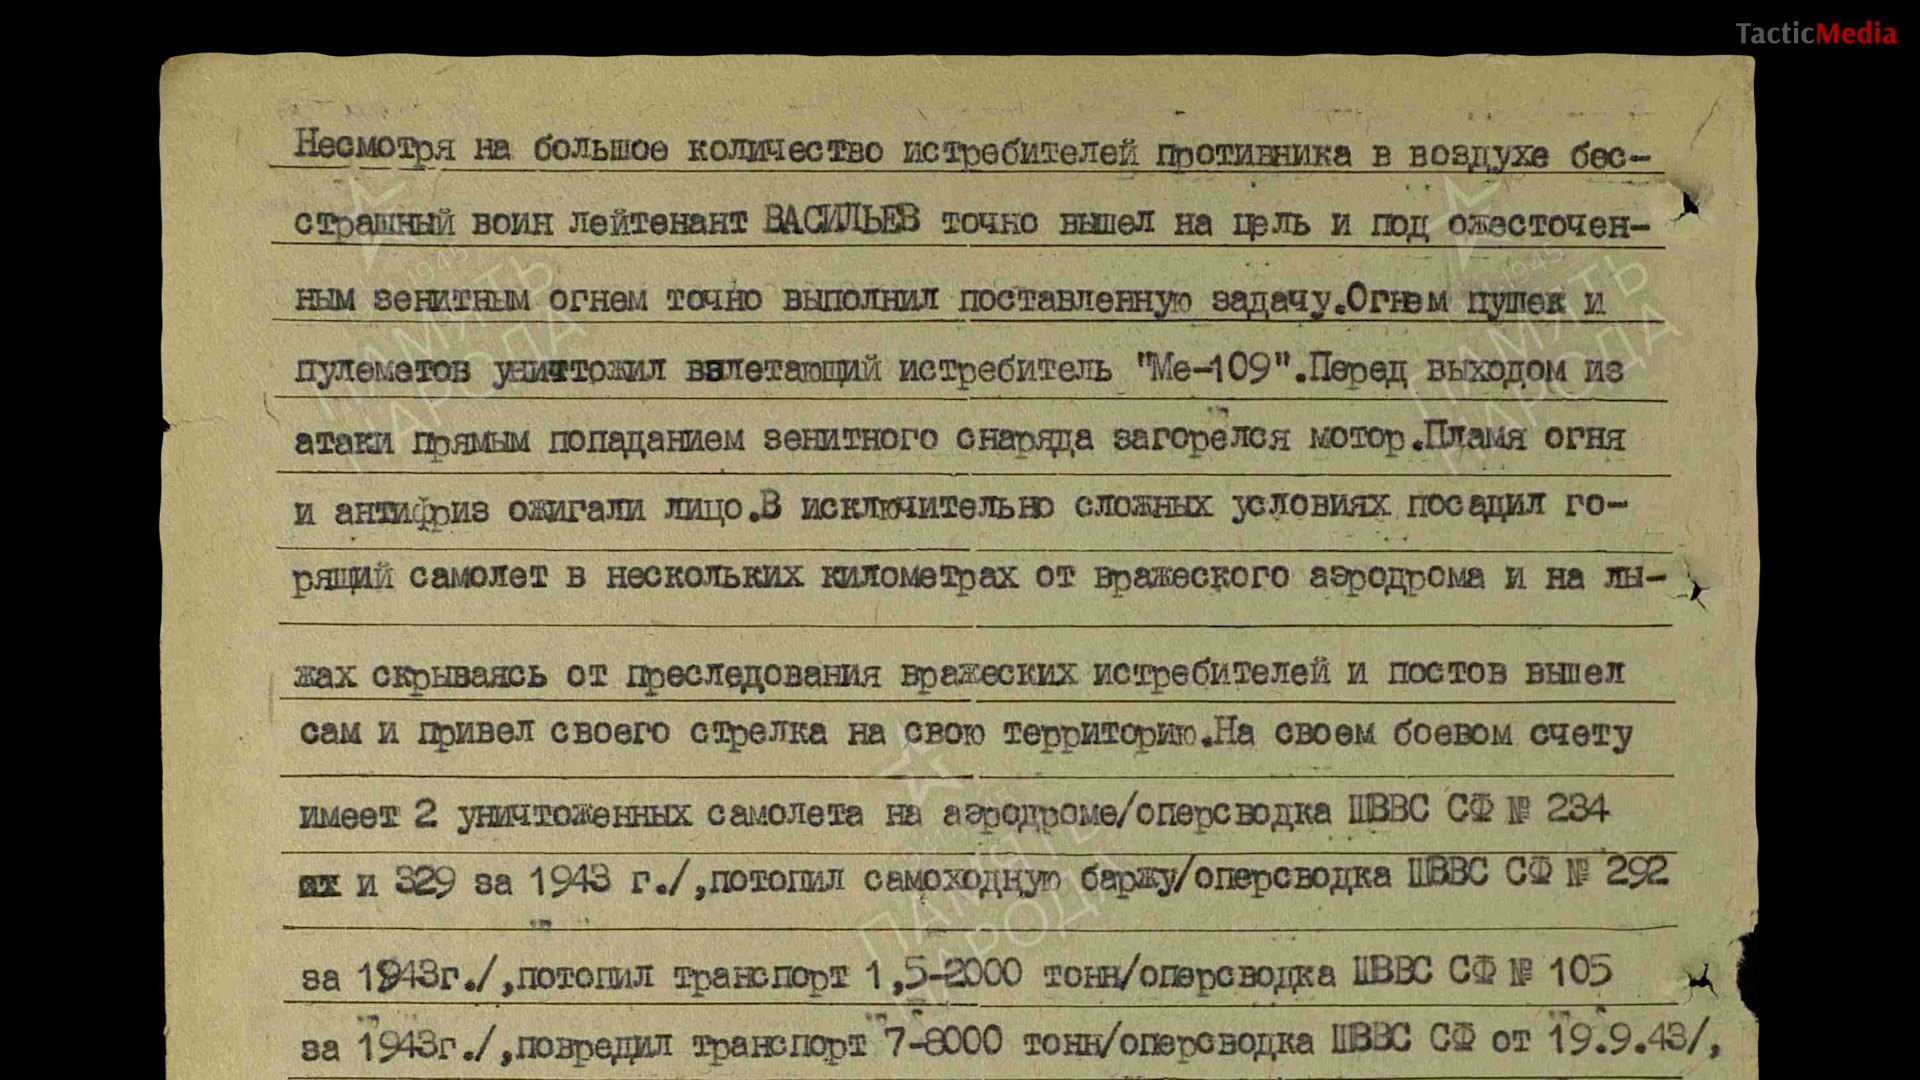 TacticMedia
Несмотря на большое количество истребителей противника в воздухе бес-
страшный воин лейтенант ВАСИЛЬЕВ точно вышел на цель и под ожесточен-
ным зенитным огнем точно выполнил поставленную задачу.Огнем пушек и
пулеметов уничтожил взлетающий истребитель "Ме-109".Перед выходом из
атаки прямым попаданием зенитного снаряда загорелся мотор.Пламя огня
и антифриз ожигали лицо.В исключительно сложных условиях посадил го-
рящий самолет в нескольких километрах от вражеского аэродрома и на лы-
жах скрываясь от преследования вражеских истребителей и постов вышел
сам и привел своего стрелка на свою территорию.На своем боевом счету
имеет 2 уничтоженных самолета на аэродроме/оперсводка ШВВС СФ № 234
и 329 за 1943 г./,потопил самоходную баржу/оперсводка ШВВС СФ № 292
за 1943г./,потопил транспорт 1,5-2000 тонн/оперсводка ШВВС СФ № 105
за 1943г./,повредил транспорт 7-8000 тонн/оперсводка ШВВС СФ от 19.9.43/,
ПАМЯТЬ
НАРОДА
ПАМЯТЬ
НАРОДА
ПАМЯТЬ
НАРОДА